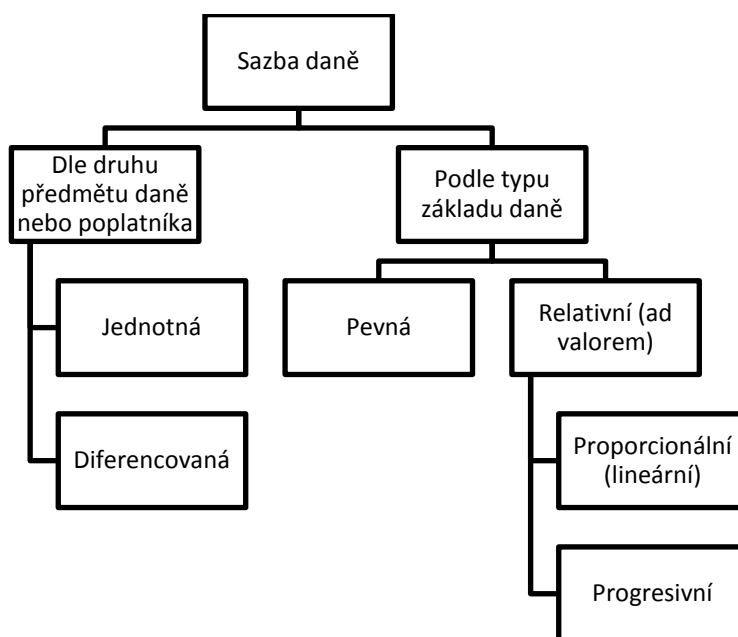 Sazba daně
Dle druhu
předmětu daně
nebo poplatníka
Podle typu
základu daně
Jednotná
Pevná
Relativní (ad
valorem)
Diferencovaná
Proporcionální
(lineární)
Progresivní